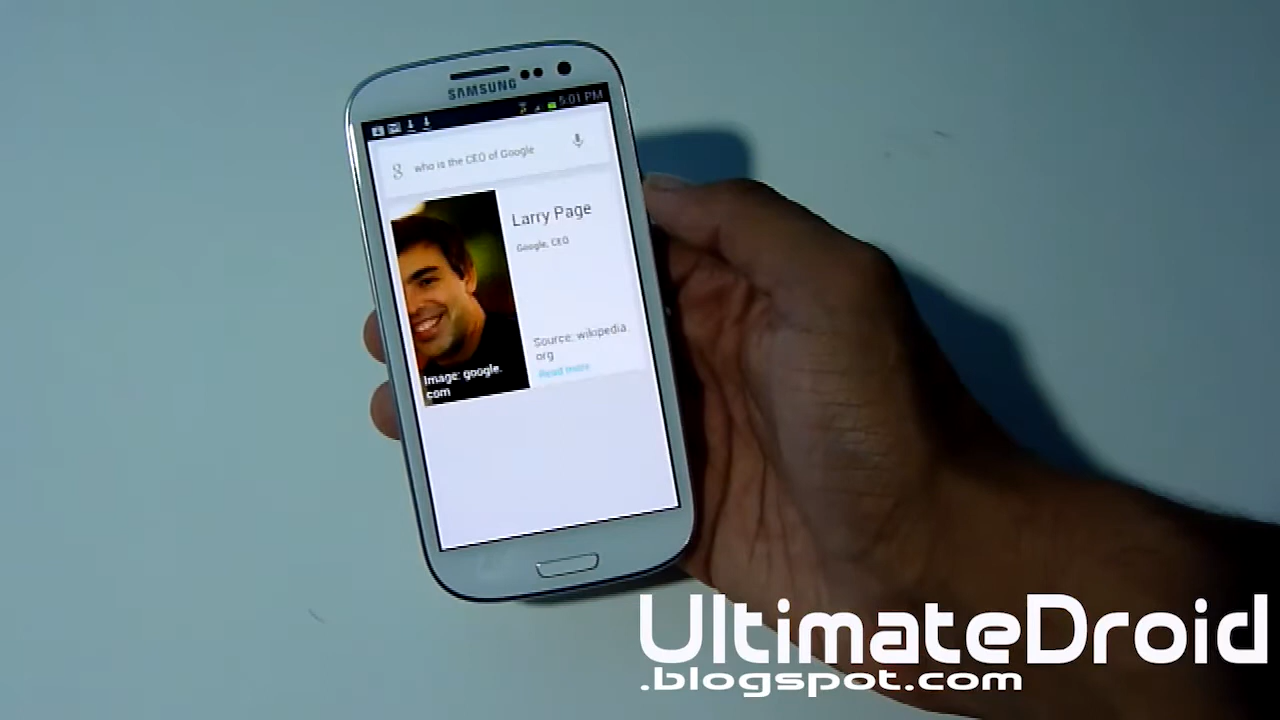 SAMSUNG
5:01 PM
who is the CEO of Google
Larry Page
Google, CEO
Source: wikipedia.
org
Read more
Image: google.
com
UltimateDroid
.blogspot.com